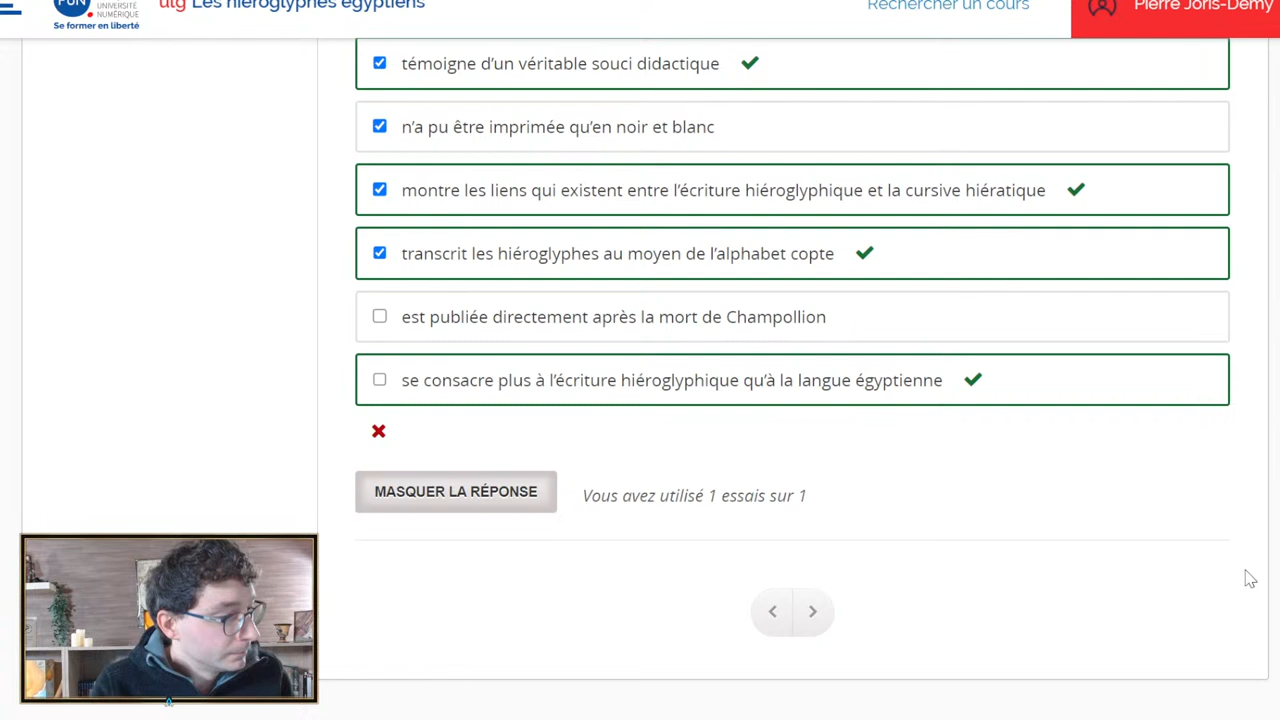 FUN
UNIVERSITÉ
NUMÉRIQUE
Se former en liberté
ulg Les hiéroglyphes égyptiens
Rechercher un cours
Pierre Joris-Demy
témoigne d’un véritable souci didactique
n’a pu être imprimée qu’en noir et blanc
montre les liens qui existent entre l’écriture hiéroglyphique et la cursive hiératique
transcrit les hiéroglyphes au moyen de l’alphabet copte
est publiée directement après la mort de Champollion
se consacre plus à l’écriture hiéroglyphique qu’à la langue égyptienne
MASQUER LA RÉPONSE
Vous avez utilisé 1 essais sur 1